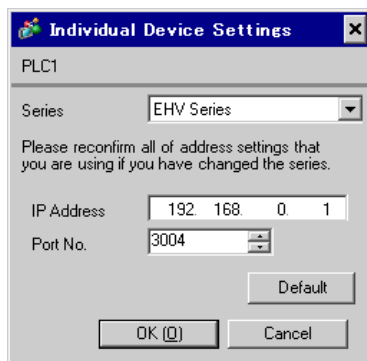 Individual Device Settings
PLC1
Series EHV Series
Please reconfirm all of address settings that
you are using if you have changed the series.
IP Address 192. 168. 0. 1
Port No. 3004
Default
OK (O) Cancel